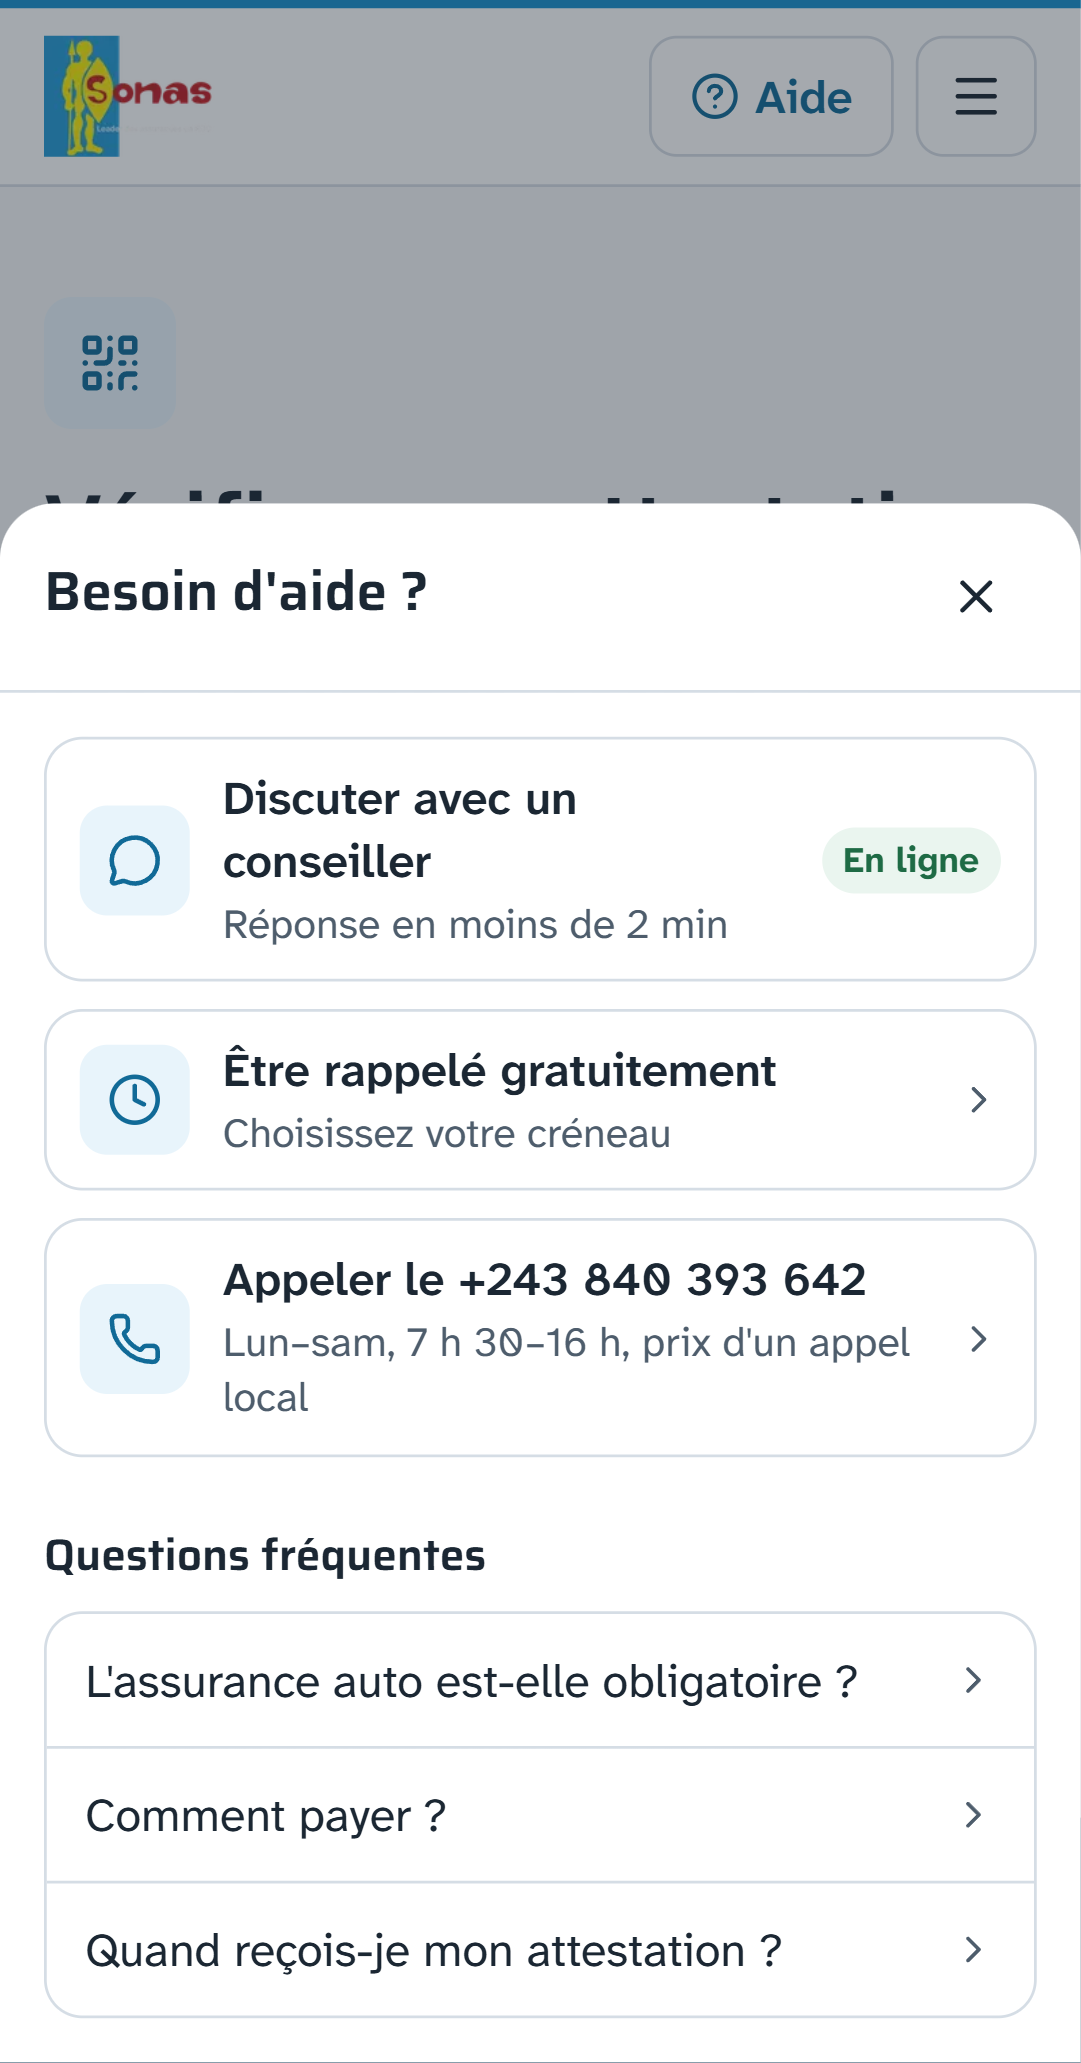 Sonas
Aide
Besoin d'aide ?
Discuter avec un
conseiller
Réponse en moins de 2 min
En ligne
Être rappelé gratuitement
Choisissez votre créneau
Appeler le +243 840 393 642
Lun–sam, 7 h 30–16 h, prix d'un appel
local
Questions fréquentes
L'assurance auto est-elle obligatoire ?
Comment payer ?
Quand reçois-je mon attestation ?